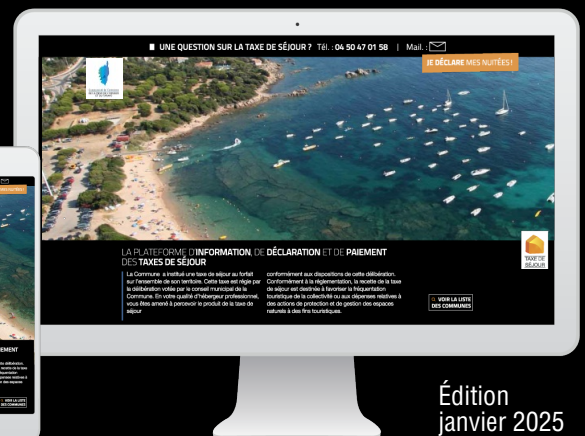 UNE QUESTION SUR LA TAXE DE SÉJOUR ? Tél. : 04 50 47 01 58 | Mail. :
JE DÉCLARE MES NUITÉES !
LA PLATEFORME D'INFORMATION, DE DÉCLARATION ET DE PAIEMENT
DES TAXES DE SÉJOUR
La Commune a institué une taxe de séjour au forfait
sur l'ensemble de son territoire. Cette taxe est régie par
la délibération votée par le conseil municipal de la
Commune. En votre qualité d'hébergeur professionnel,
vous êtes amené à percevoir le produit de la taxe de
séjour
conformément aux dispositions de cette délibération.
Conformément à la réglementation, la recette de la taxe
de séjour est destinée à favoriser la fréquentation
touristique de la collectivité ou aux dépenses relatives à
des actions de protection et de gestion des espaces
naturels à des fins touristiques.
TAXE DE
SÉJOUR
VOIR LA LISTE
DES COMMUNES
Édition
janvier 2025